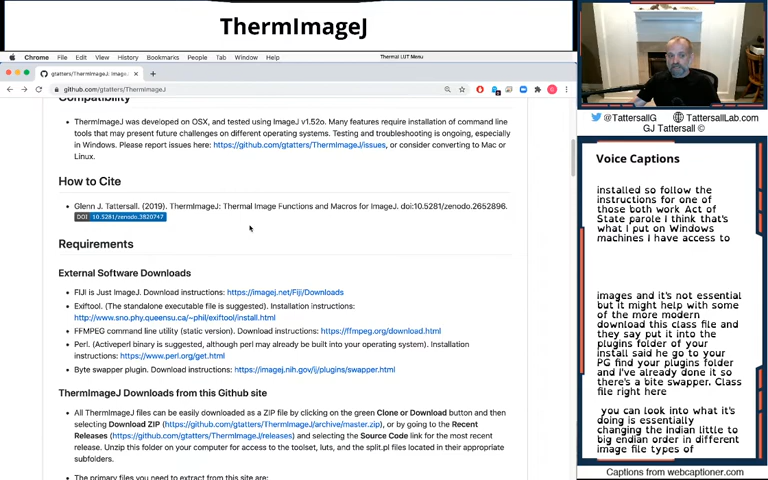 ThermImageJ
Chrome File Edit View History Bookmarks People Tab Window Help
Thermal LUT Menu
gtatters/ThermImageJ: ImageJ
github.com/gtatters/ThermImageJ
Compatibility
ThermImageJ was developed on OSX, and tested using ImageJ v1.52o. Many features require installation of command line
tools that may present future challenges on different operating systems. Testing and troubleshooting is ongoing, especially
in Windows. Please report issues here: https://github.com/gtatters/ThermImageJ/issues, or consider converting to Mac or
Linux.
How to Cite
Glenn J. Tattersall. (2019). ThermImageJ: Thermal Image Functions and Macros for ImageJ. doi:10.5281/zenodo.2652896.
DOI 10.5281/zenodo.3820747
Requirements
External Software Downloads
FIJI is Just ImageJ. Download instructions: https://imagej.net/Fiji/Downloads
Exiftool. (The standalone executable file is suggested). Installation instructions:
http://www.sno.phy.queensu.ca/~phil/exiftool/install.html
FFMPEG command line utility (static version). Download instructions: https://ffmpeg.org/download.html
Perl. (Activeperl binary is suggested, although perl may already be built into your operating system). Installation
instructions: https://www.perl.org/get.html
Byte swapper plugin. Download instructions: https://imagej.nih.gov/ij/plugins/swapper.html
ThermImageJ Downloads from this Github site
All ThermImageJ files can be easily downloaded as a ZIP file by clicking on the green Clone or Download button and then
selecting Download ZIP (https://github.com/gtatters/ThermImageJ/archive/master.zip), or by going to the Recent
Releases (https://github.com/gtatters/ThermImageJ/releases) and selecting the Source Code link for the most recent
release. Unzip this folder on your computer for access to the toolset, luts, and the split.pl files located in their appropriate
subfolders.
The primary files you need to extract from this site are:
@TattersallG TattersallLab.com
GJ Tattersall ©
Voice Captions
installed so follow the
instructions for one of
those both work Act of
State parole I think that's
what I put on Windows
machines I have access to
images and it's not essential
but it might help with some
of the more modern
download this class file and
they say put it into the
plugins folder of your
install said he go to your
PG find your plugins folder
and I've already done it so
there's a bite swapper. Class
file right here
you can look into what it's
doing is essentially
changing the Indian little to
big endian order in different
image file types of
Captions from webcaptioner.com